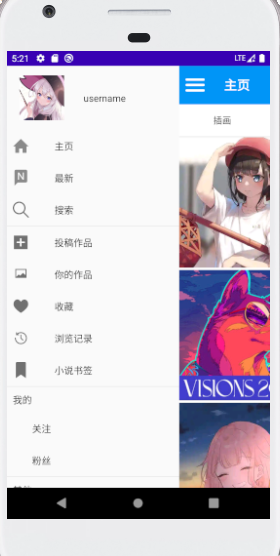 5:21
LTE
username
主页
主页
插画
最新
搜索
投稿作品
你的作品
收藏
浏览记录
VISIONS 20
小说书签
我的
关注
粉丝